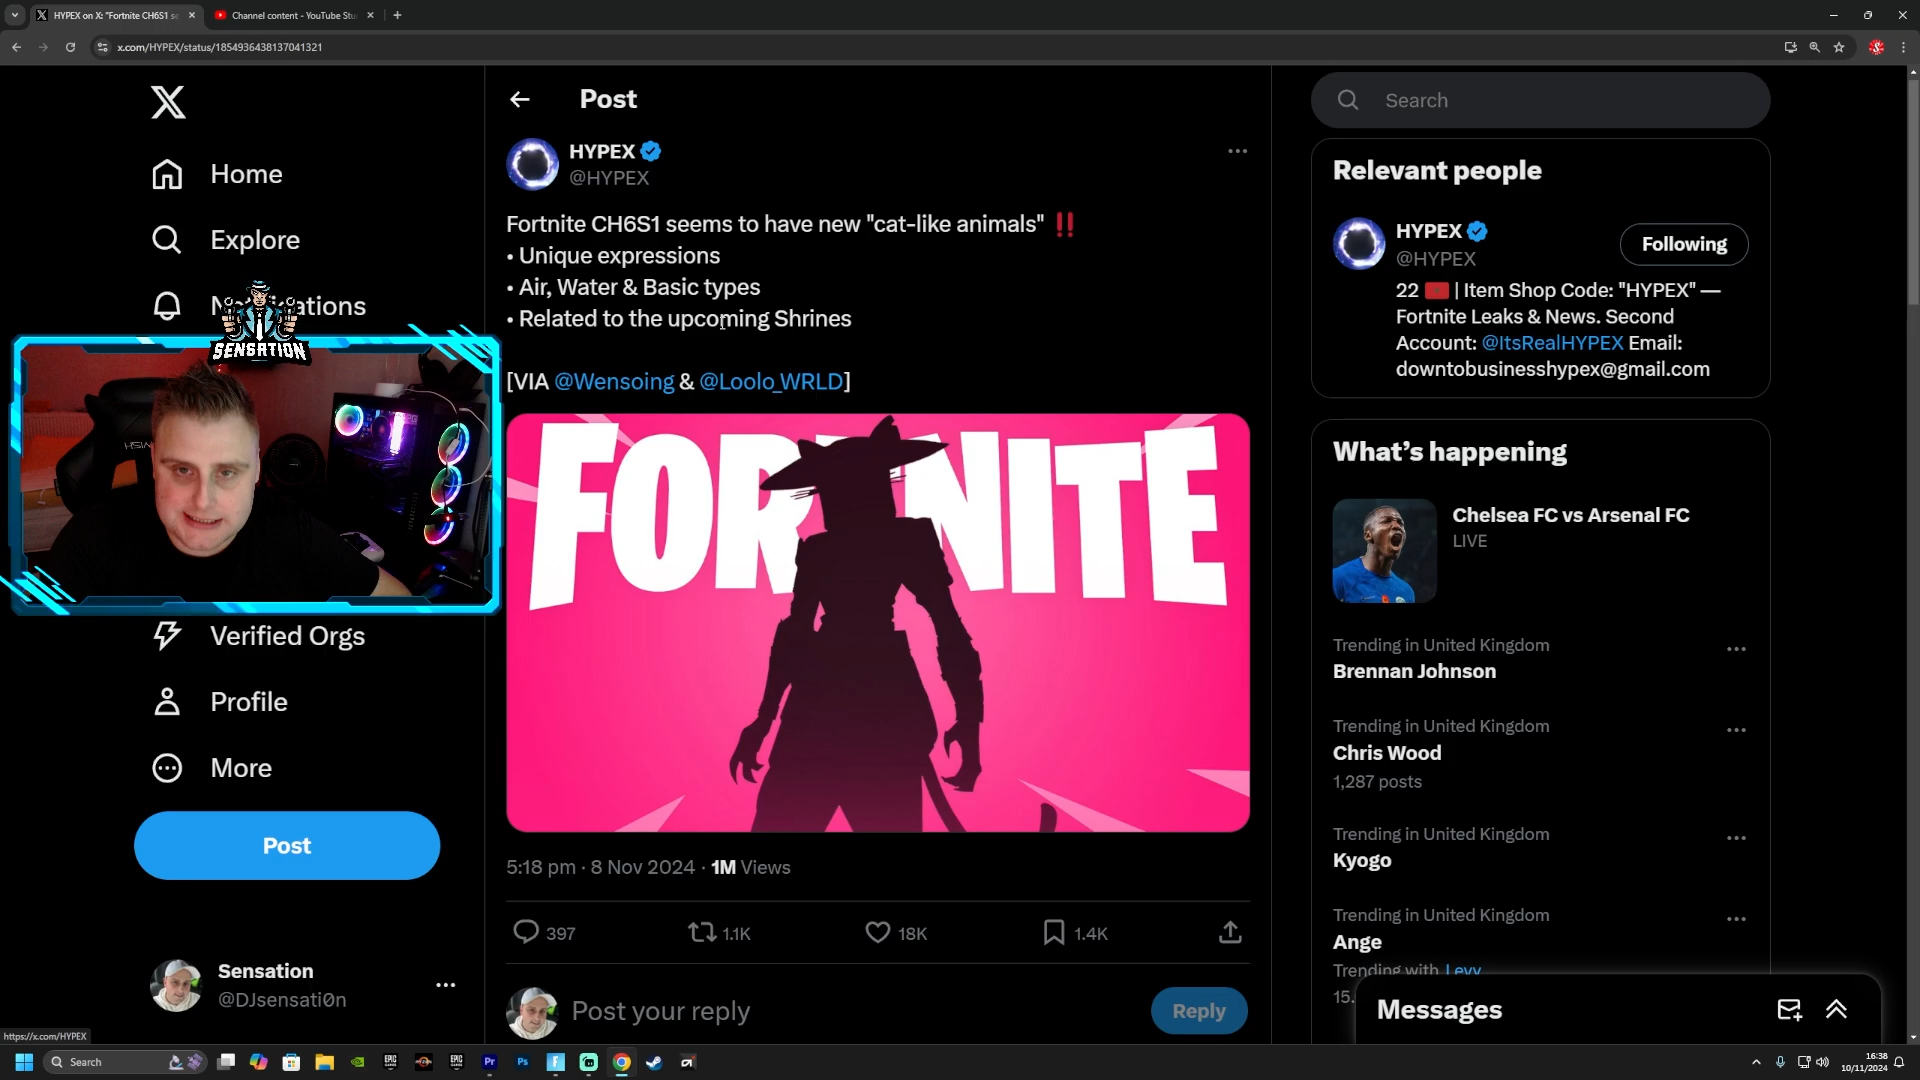 HYPEX on X: "Fortnite CH6S1 se
Channel content - YouTube Stu
x.com/HYPEX/status/1854936438137041321
Home
Explore
Notifications
SENSATION
Verified Orgs
Profile
More
Post
Sensation
@DJsensati0n
Post
HYPEX
@HYPEX
Fortnite CH6S1 seems to have new "cat-like animals" ‼️
• Unique expressions
• Air, Water & Basic types
• Related to the upcoming Shrines
[VIA @Wensoing & @Loolo_WRLD]
FORTNITE
5:18 pm · 8 Nov 2024 · 1M Views
397
1.1K
18K
1.4K
Post your reply
Reply
Search
Relevant people
HYPEX
@HYPEX
Following
22 🇲🇦 | Item Shop Code: "HYPEX" —
Fortnite Leaks & News. Second
Account: @ItsRealHYPEX Email:
downtobusinesshypex@gmail.com
What's happening
Chelsea FC vs Arsenal FC
LIVE
Trending in United Kingdom
Brennan Johnson
Trending in United Kingdom
Chris Wood
1,287 posts
Trending in United Kingdom
Kyogo
Trending in United Kingdom
Ange
Trending with Levy
15.
Messages
https://x.com/HYPEX
Search
EPIC
GAMES
EPIC
GAMES
Pr
Ps
16:38
10/11/2024